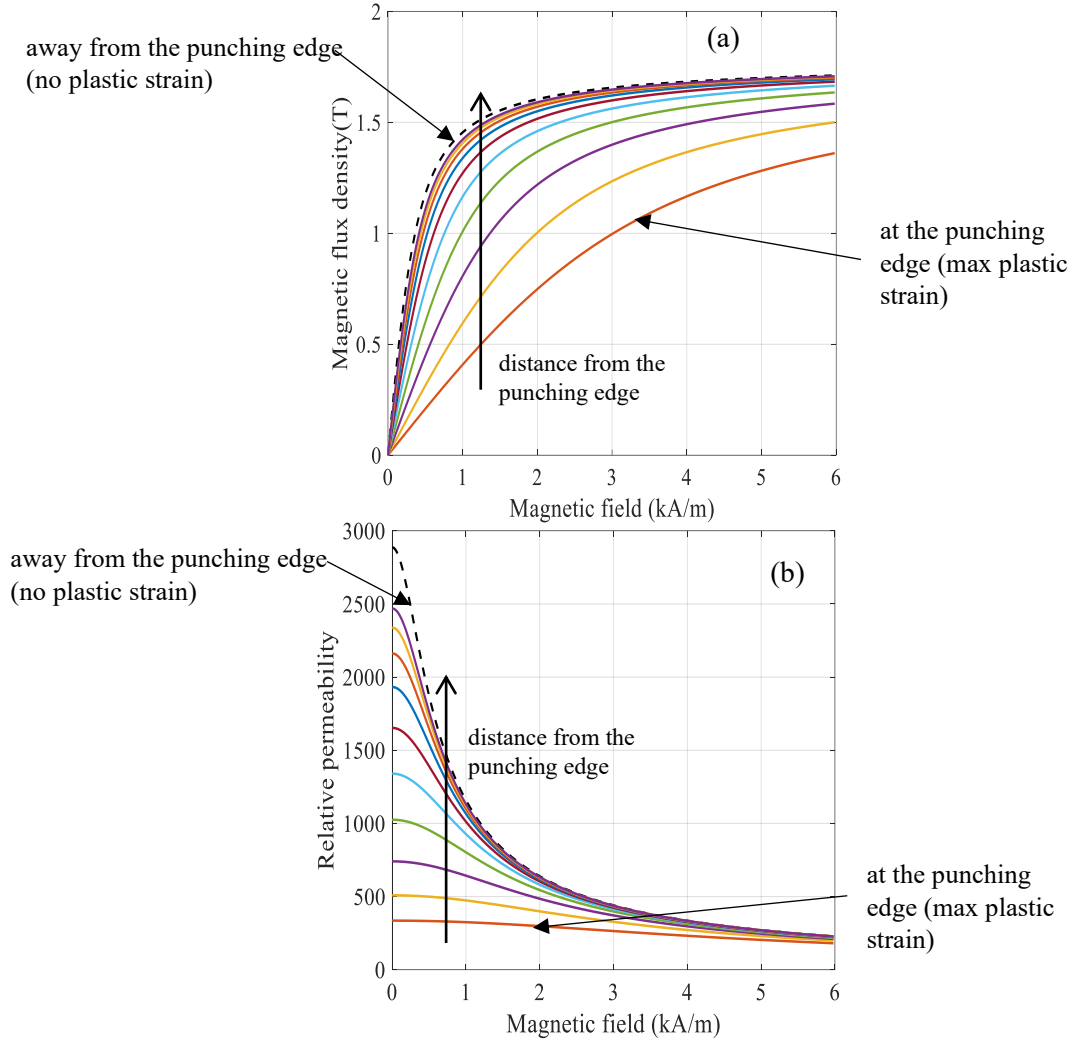 2
(a)
away from the punching edge
(no plastic strain)
1.5
Magnetic flux density(T)
1
at the punching
edge (max plastic
strain)
0.5
distance from the
punching edge
0
0 1 2 3 4 5 6
Magnetic field (kA/m)
3000
away from the punching edge
(no plastic strain)
(b)
2500
2000
Relative permeability
distance from the
punching edge
1500
1000
at the punching
edge (max plastic
strain)
500
0
0 1 2 3 4 5 6
Magnetic field (kA/m)